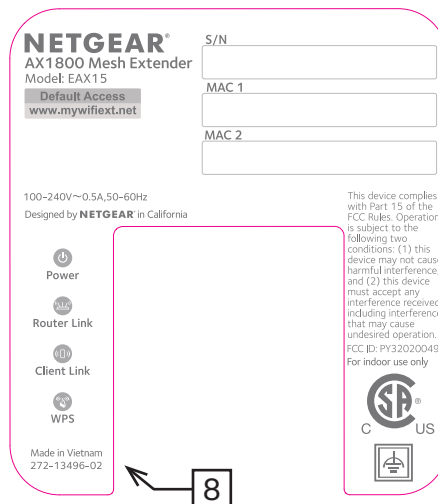 NETGEAR®
AX1800 Mesh Extender
Model: EAX15
Default Access
www.mywifiext.net
S/N
MAC 1
MAC 2
100-240V~0.5A,50-60Hz
Designed by NETGEAR® in California
Power
Router Link
Client Link
WPS
Made in Vietnam
272-13496-02
This device complies
with Part 15 of the
FCC Rules. Operation
is subject to the
following two
conditions: (1) this
device may not cause
harmful interference,
and (2) this device
must accept any
interference received,
including interference
that may cause
undesired operation.
FCC ID: PY32020049
For indoor use only
C SA US
8